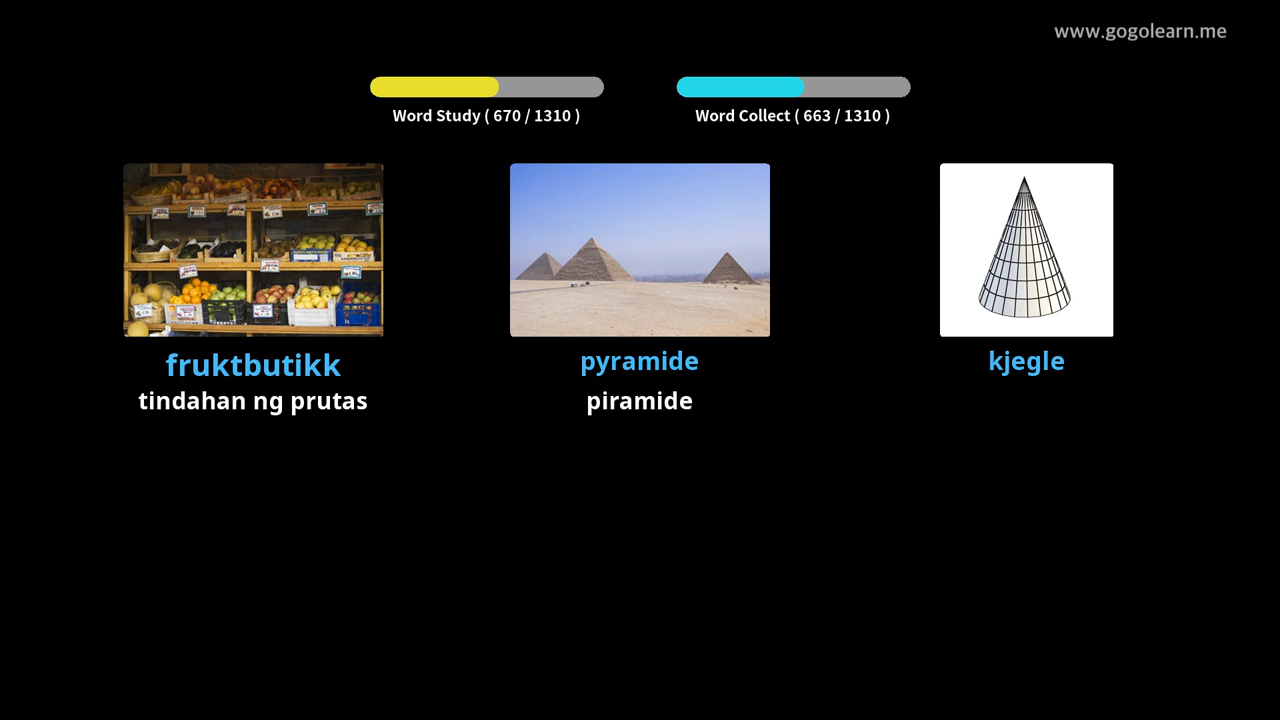 www.gogolearn.me
Word Study ( 670 / 1310 )
Word Collect ( 663 / 1310 )
fruktbutikk
tindahan ng prutas
pyramide
piramide
kjegle